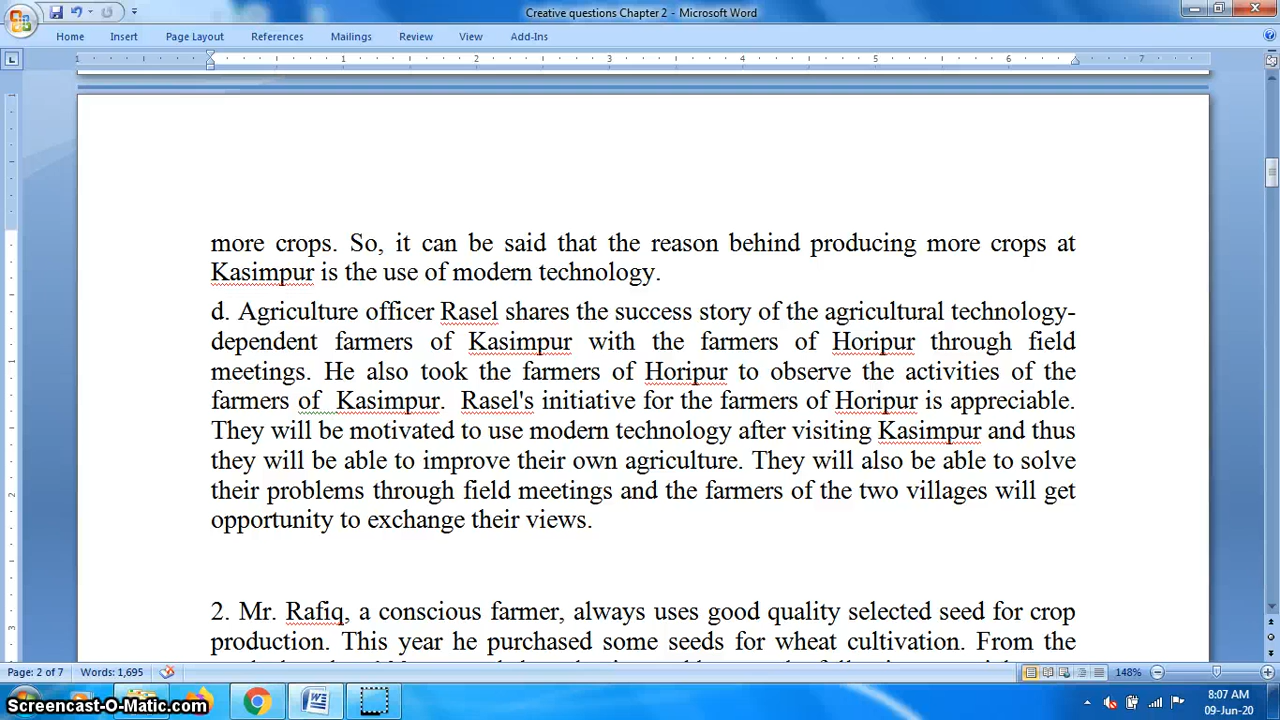 Creative questions Chapter 2 - Microsoft Word
Home Insert Page Layout References Mailings Review View Add-Ins
1 1 2 3 4 5 6 7
more crops. So, it can be said that the reason behind producing more crops at
Kasimpur is the use of modern technology.
d. Agriculture officer Rasel shares the success story of the agricultural technology-
dependent farmers of Kasimpur with the farmers of Horipur through field
meetings. He also took the farmers of Horipur to observe the activities of the
farmers of Kasimpur. Rasel's initiative for the farmers of Horipur is appreciable.
They will be motivated to use modern technology after visiting Kasimpur and thus
they will be able to improve their own agriculture. They will also be able to solve
their problems through field meetings and the farmers of the two villages will get
opportunity to exchange their views.
2. Mr. Rafiq, a conscious farmer, always uses good quality selected seed for crop
production. This year he purchased some seeds for wheat cultivation. From the
Page: 2 of 7 Words: 1,695 148%
Screencast-O-Matic.com
8:07 AM
09-Jun-20